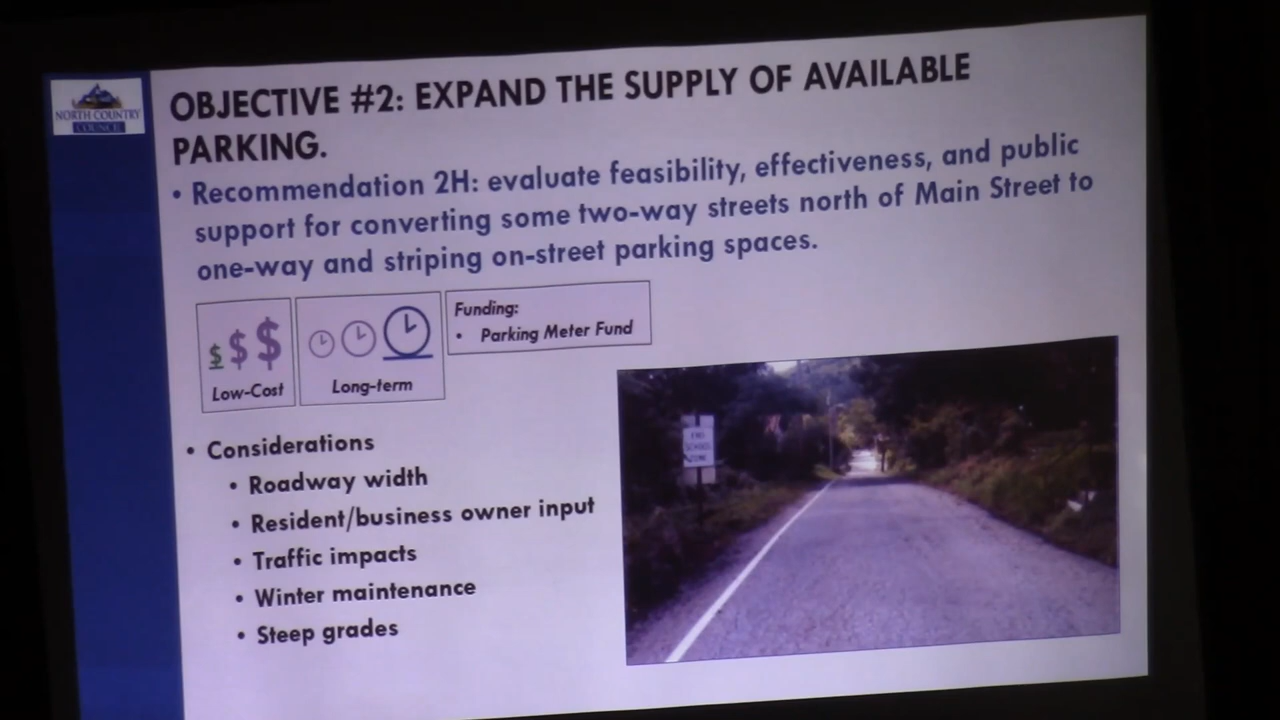 NORTH COUNTRY
COUNCIL
OBJECTIVE #2: EXPAND THE SUPPLY OF AVAILABLE
PARKING.
• Recommendation 2H: evaluate feasibility, effectiveness, and public
support for converting some two-way streets north of Main Street to
one-way and striping on-street parking spaces.
$ $ $
Low-Cost
Long-term
Funding:
• Parking Meter Fund
• Considerations
• Roadway width
• Resident/business owner input
• Traffic impacts
• Winter maintenance
• Steep grades
END
SCHOOL
ZONE